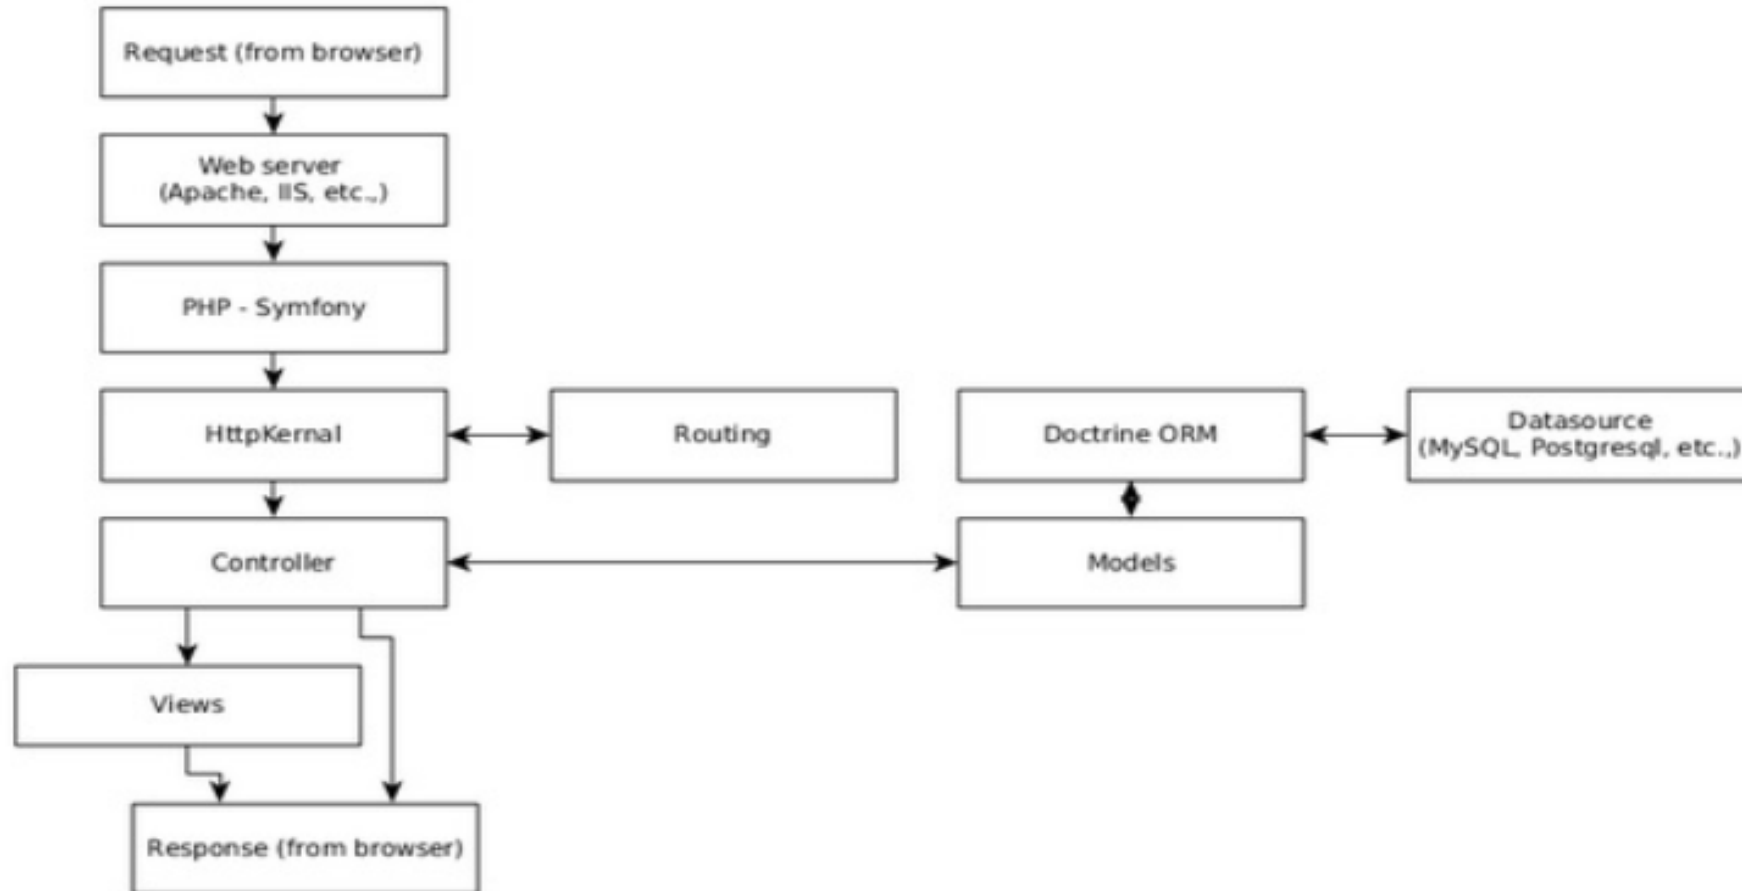 Request (from browser)
Web server
(Apache, IIS, etc.,)
PHP - Symfony
HttpKernal
Routing
Doctrine ORM
Datasource
(MySQL, Postgresql, etc.,)
Controller
Models
Views
Response (from browser)